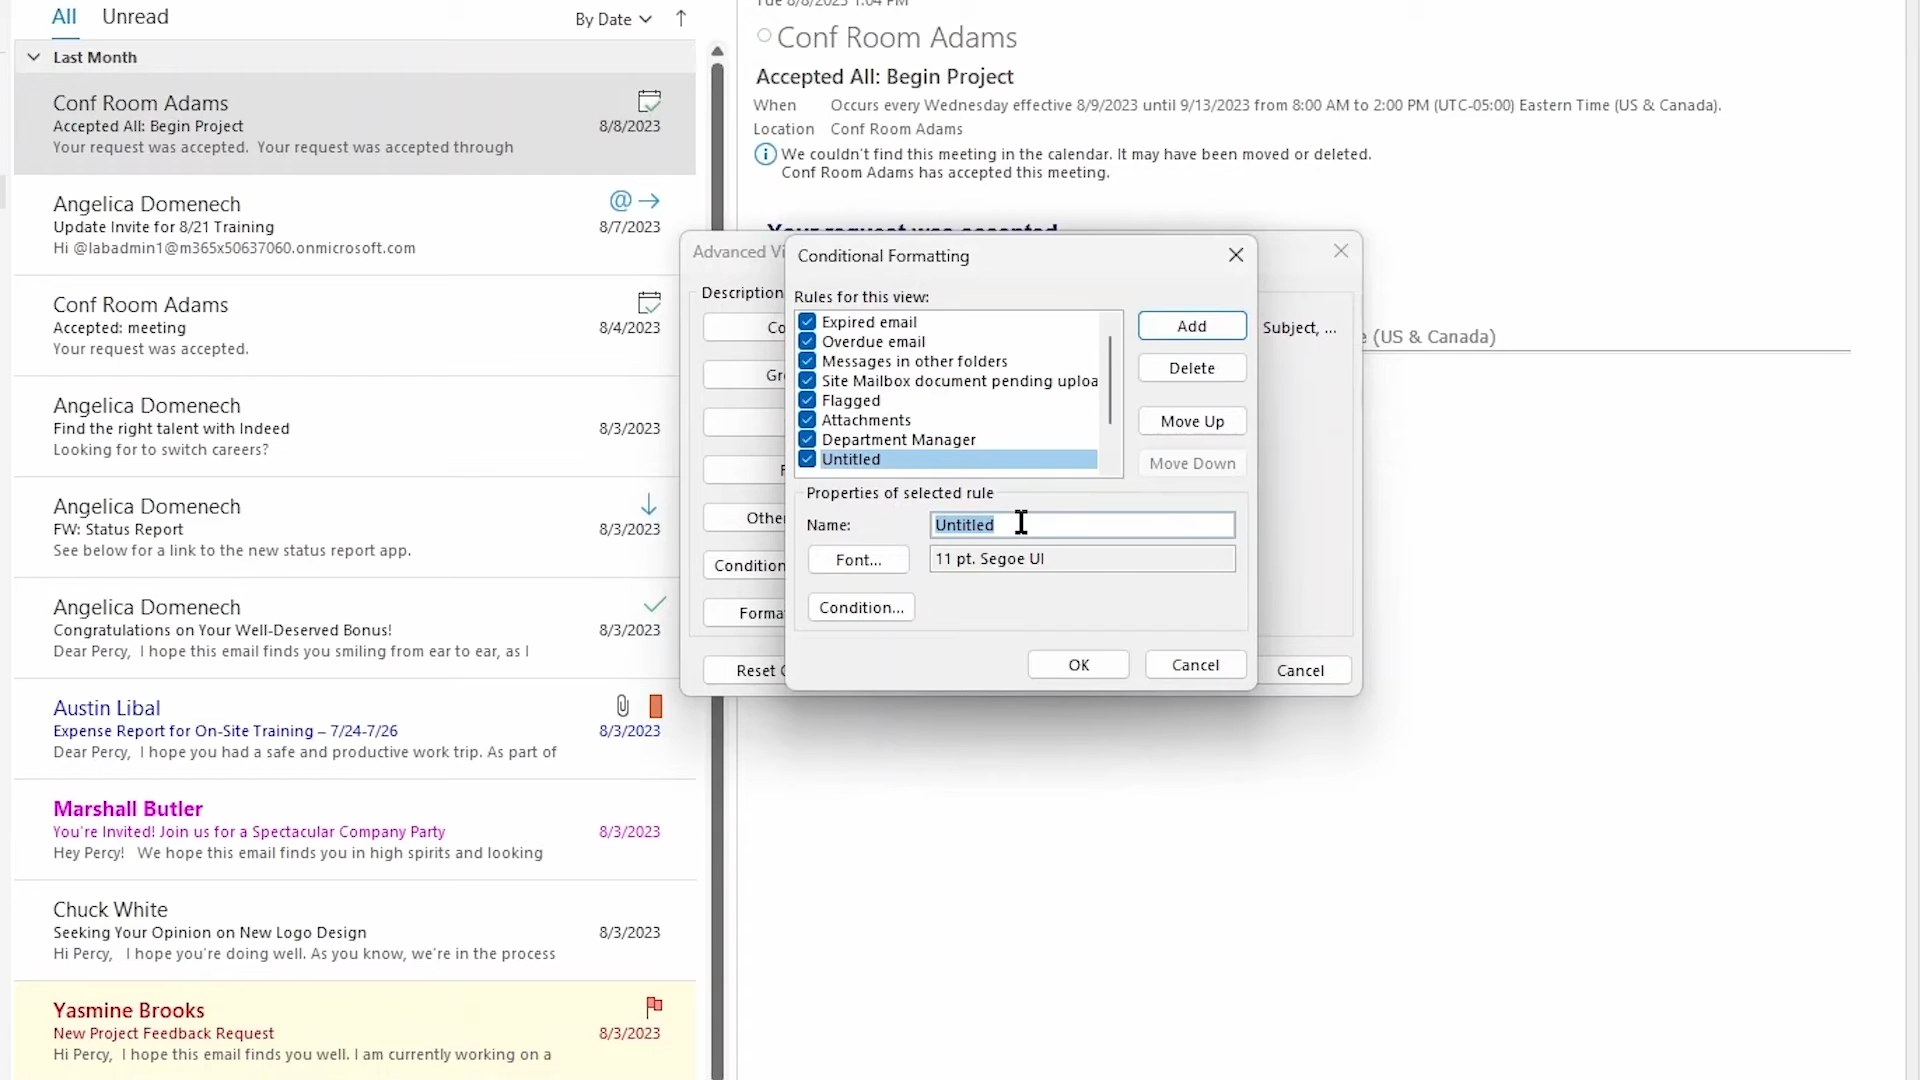 All Unread By Date
Last Month
Conf Room Adams
Accepted All: Begin Project 8/8/2023
Your request was accepted. Your request was accepted through
Angelica Domenech
Update Invite for 8/21 Training 8/7/2023
Hi @labadmin1@m365x50637060.onmicrosoft.com
Conf Room Adams
Accepted: meeting 8/4/2023
Your request was accepted.
Angelica Domenech
Find the right talent with Indeed 8/3/2023
Looking for to switch careers?
Angelica Domenech
FW: Status Report 8/3/2023
See below for a link to the new status report app.
Angelica Domenech
Congratulations on Your Well-Deserved Bonus! 8/3/2023
Dear Percy, I hope this email finds you smiling from ear to ear, as I
Austin Libal
Expense Report for On-Site Training – 7/24-7/26 8/3/2023
Dear Percy, I hope you had a safe and productive work trip. As part of
Marshall Butler
You're Invited! Join us for a Spectacular Company Party 8/3/2023
Hey Percy! We hope this email finds you in high spirits and looking
Chuck White
Seeking Your Opinion on New Logo Design 8/3/2023
Hi Percy, I hope you're doing well. As you know, we're in the process
Yasmine Brooks
New Project Feedback Request 8/3/2023
Hi Percy, I hope this email finds you well. I am currently working on a
Tue 8/8/2023 1:04 PM
Conf Room Adams
Accepted All: Begin Project
When Occurs every Wednesday effective 8/9/2023 until 9/13/2023 from 8:00 AM to 2:00 PM (UTC-05:00) Eastern Time (US & Canada).
Location Conf Room Adams
We couldn't find this meeting in the calendar. It may have been moved or deleted.
Conf Room Adams has accepted this meeting.
Your request was accepted
(US & Canada)
Advanced Vi
Description
Co
Subject, ...
Gr
F
Other
Condition
Forma
Reset C
Cancel
Conditional Formatting
Rules for this view:
Expired email
Overdue email
Messages in other folders
Site Mailbox document pending uploa
Flagged
Attachments
Department Manager
Untitled
Add
Delete
Move Up
Move Down
Properties of selected rule
Name: Untitled
Font... 11 pt. Segoe UI
Condition...
OK Cancel